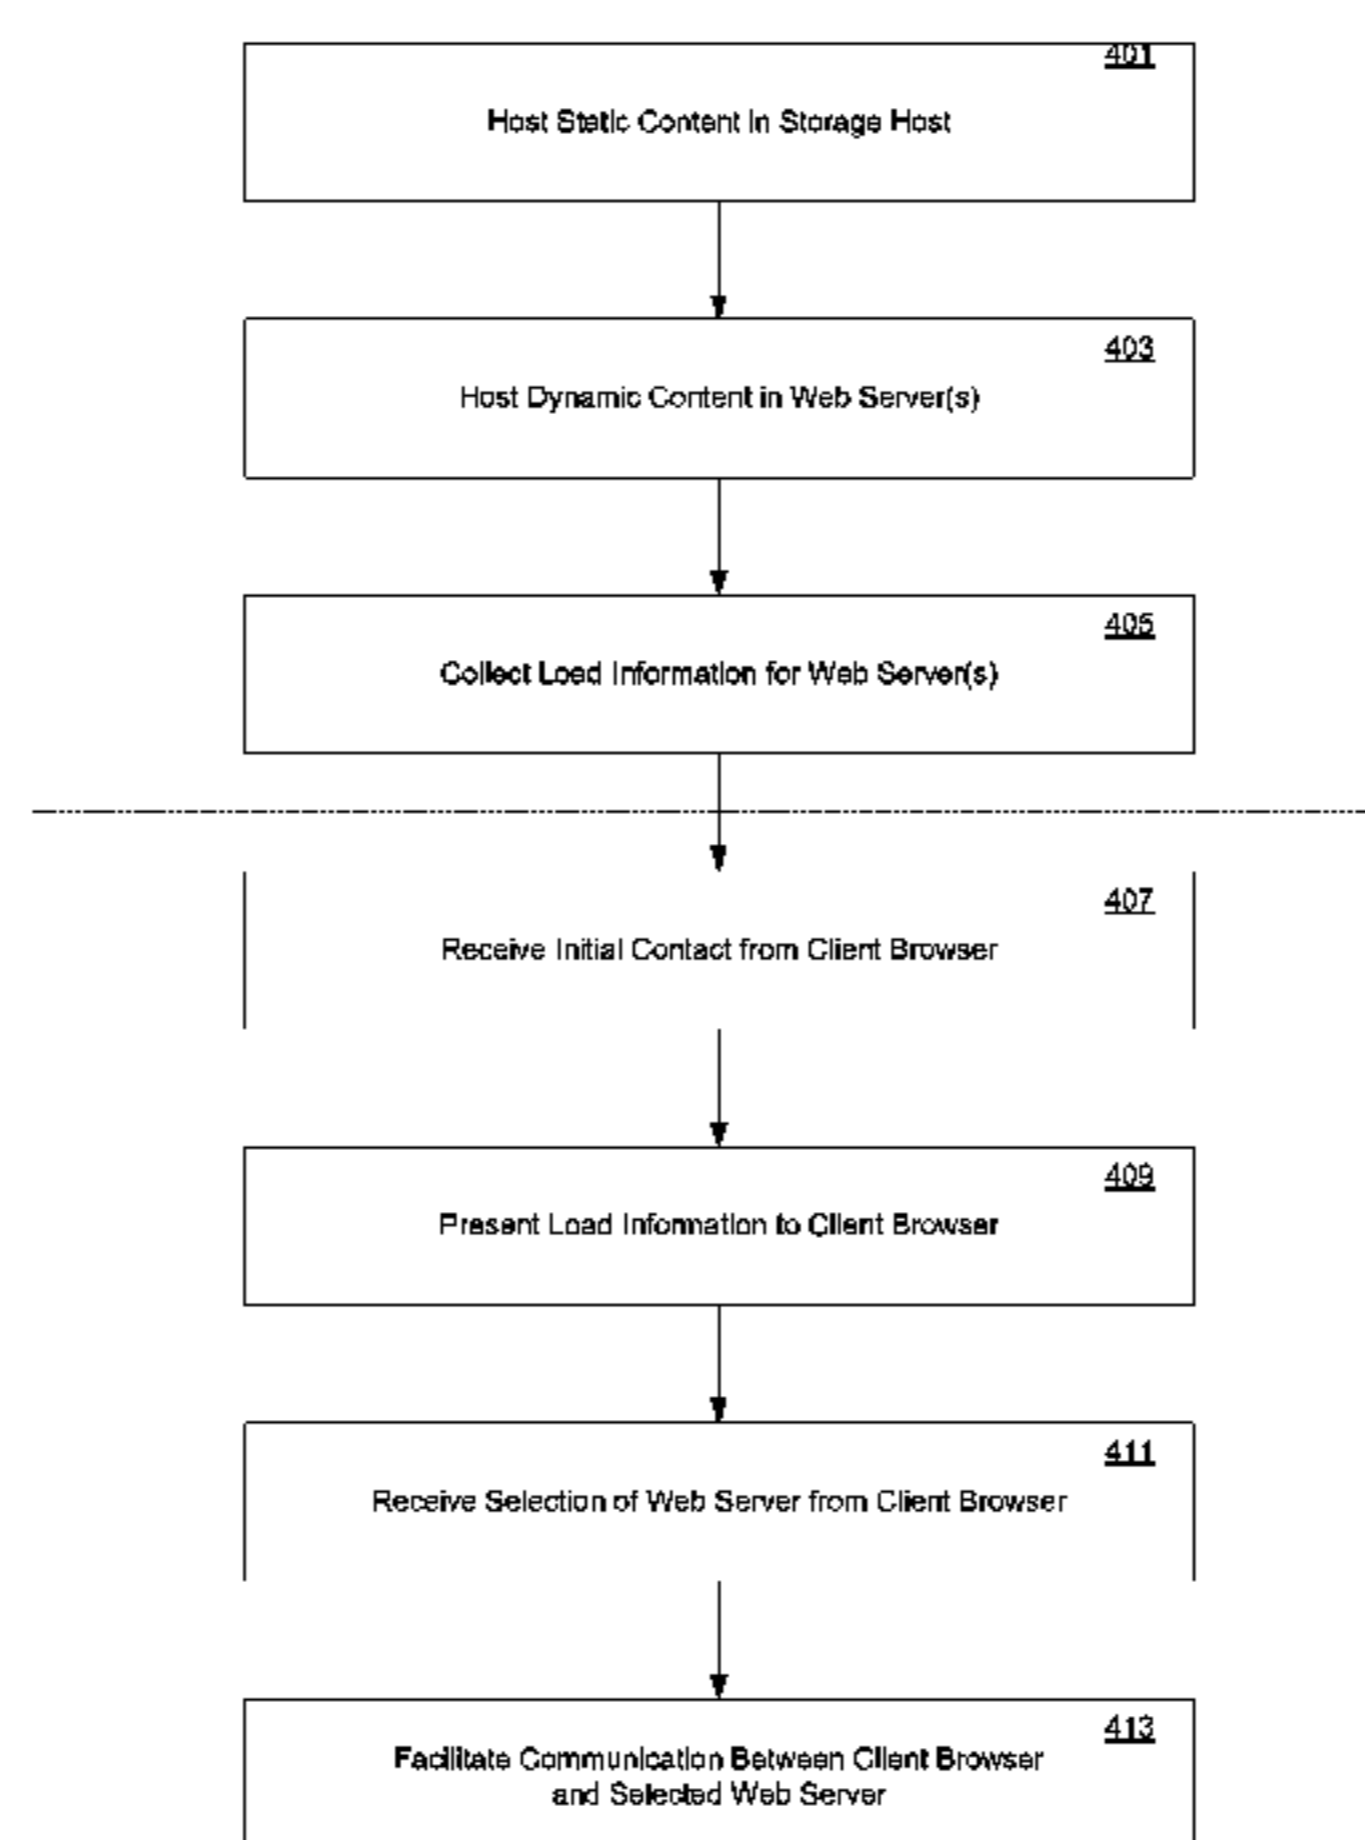 401
Host Static Content in Storage Host
403
Host Dynamic Content in Web Server(s)
405
Collect Load Information for Web Server(s)
407
Receive Initial Contact from Client Browser
409
Present Load Information to Client Browser
411
Receive Selection of Web Server from Client Browser
413
Facilitate Communication Between Client Browser
and Selected Web Server